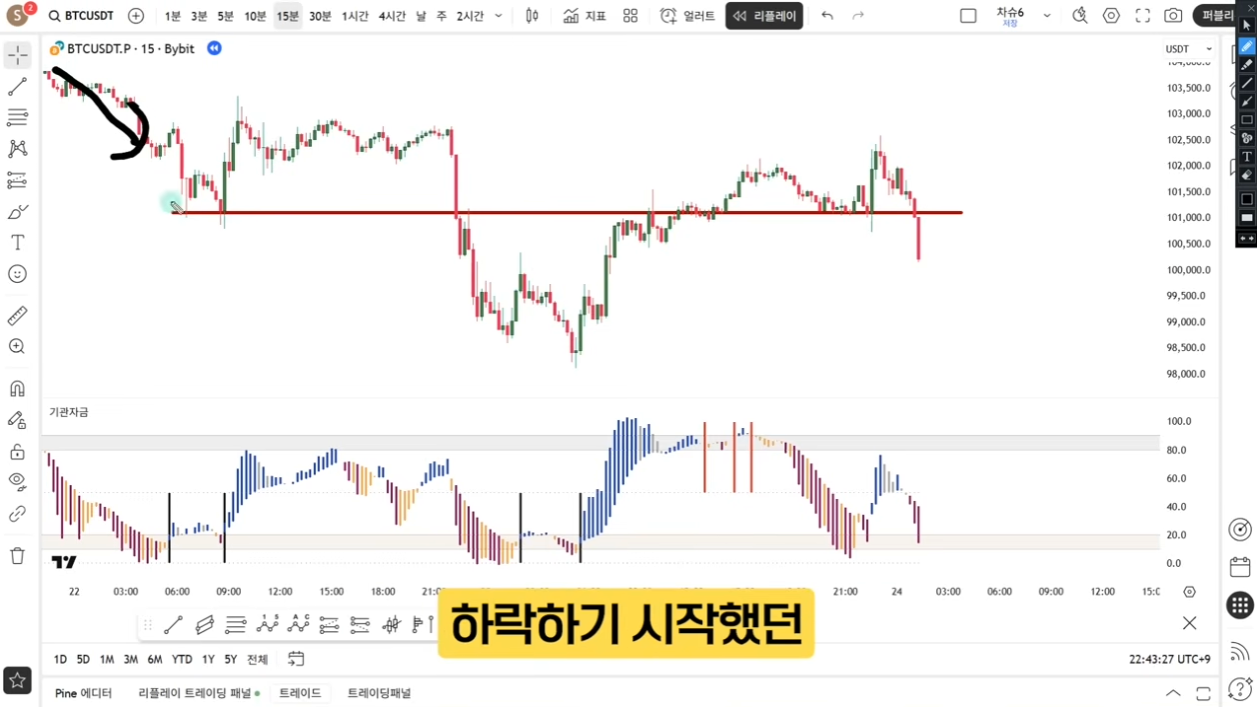 S 2 BTCUSDT 1분 3분 5분 10분 15분 30분 1시간 4시간 날 주 2시간 지표 얼러트 리플레이 차슈6 퍼블리
저장
BTCUSDT.P · 15 · Bybit
USDT
104,000.0
103,500.0
103,000.0
102,500.0
102,000.0
101,500.0
101,000.0
100,500.0
100,000.0
99,500.0
99,000.0
98,500.0
98,000.0
기관자금
100.0
80.0
60.0
40.0
20.0
0.0
22 03:00 06:00 09:00 12:00 15:00 18:00 21:00 21:00 24 03:00 06:00 09:00 12:00
하락하기 시작했던
1D 5D 1M 3M 6M YTD 1Y 5Y 전체 22:43:27 UTC+9
Pine 에디터 리플레이 트레이딩 패널 트레이드 트레이딩패널